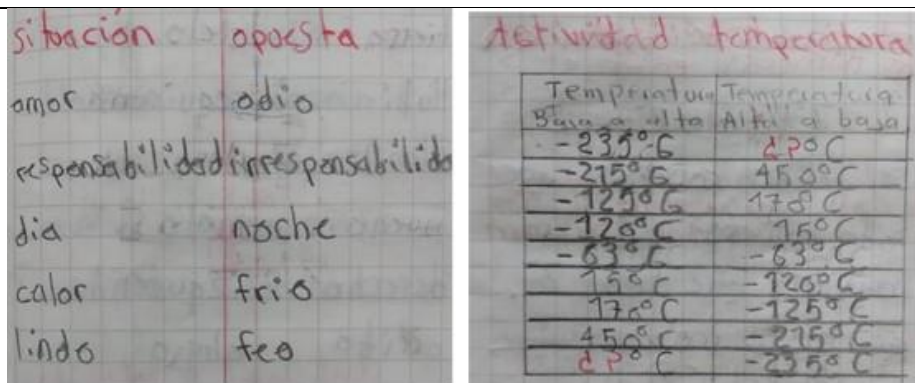 situación opuesta
amor odio
responsabilidad irresponsabilida
dia noche
calor frio
lindo feo
Actividad temperatura
Temperatura Temperatura
Baja a alta Alta a baja
-235°C ¿?°C
-215°C 450°C
-125°C 170°C
-120°C 15°C
-63°C -63°C
15°C -120°C
170°C -125°C
450°C -215°C
¿?°C -235°C